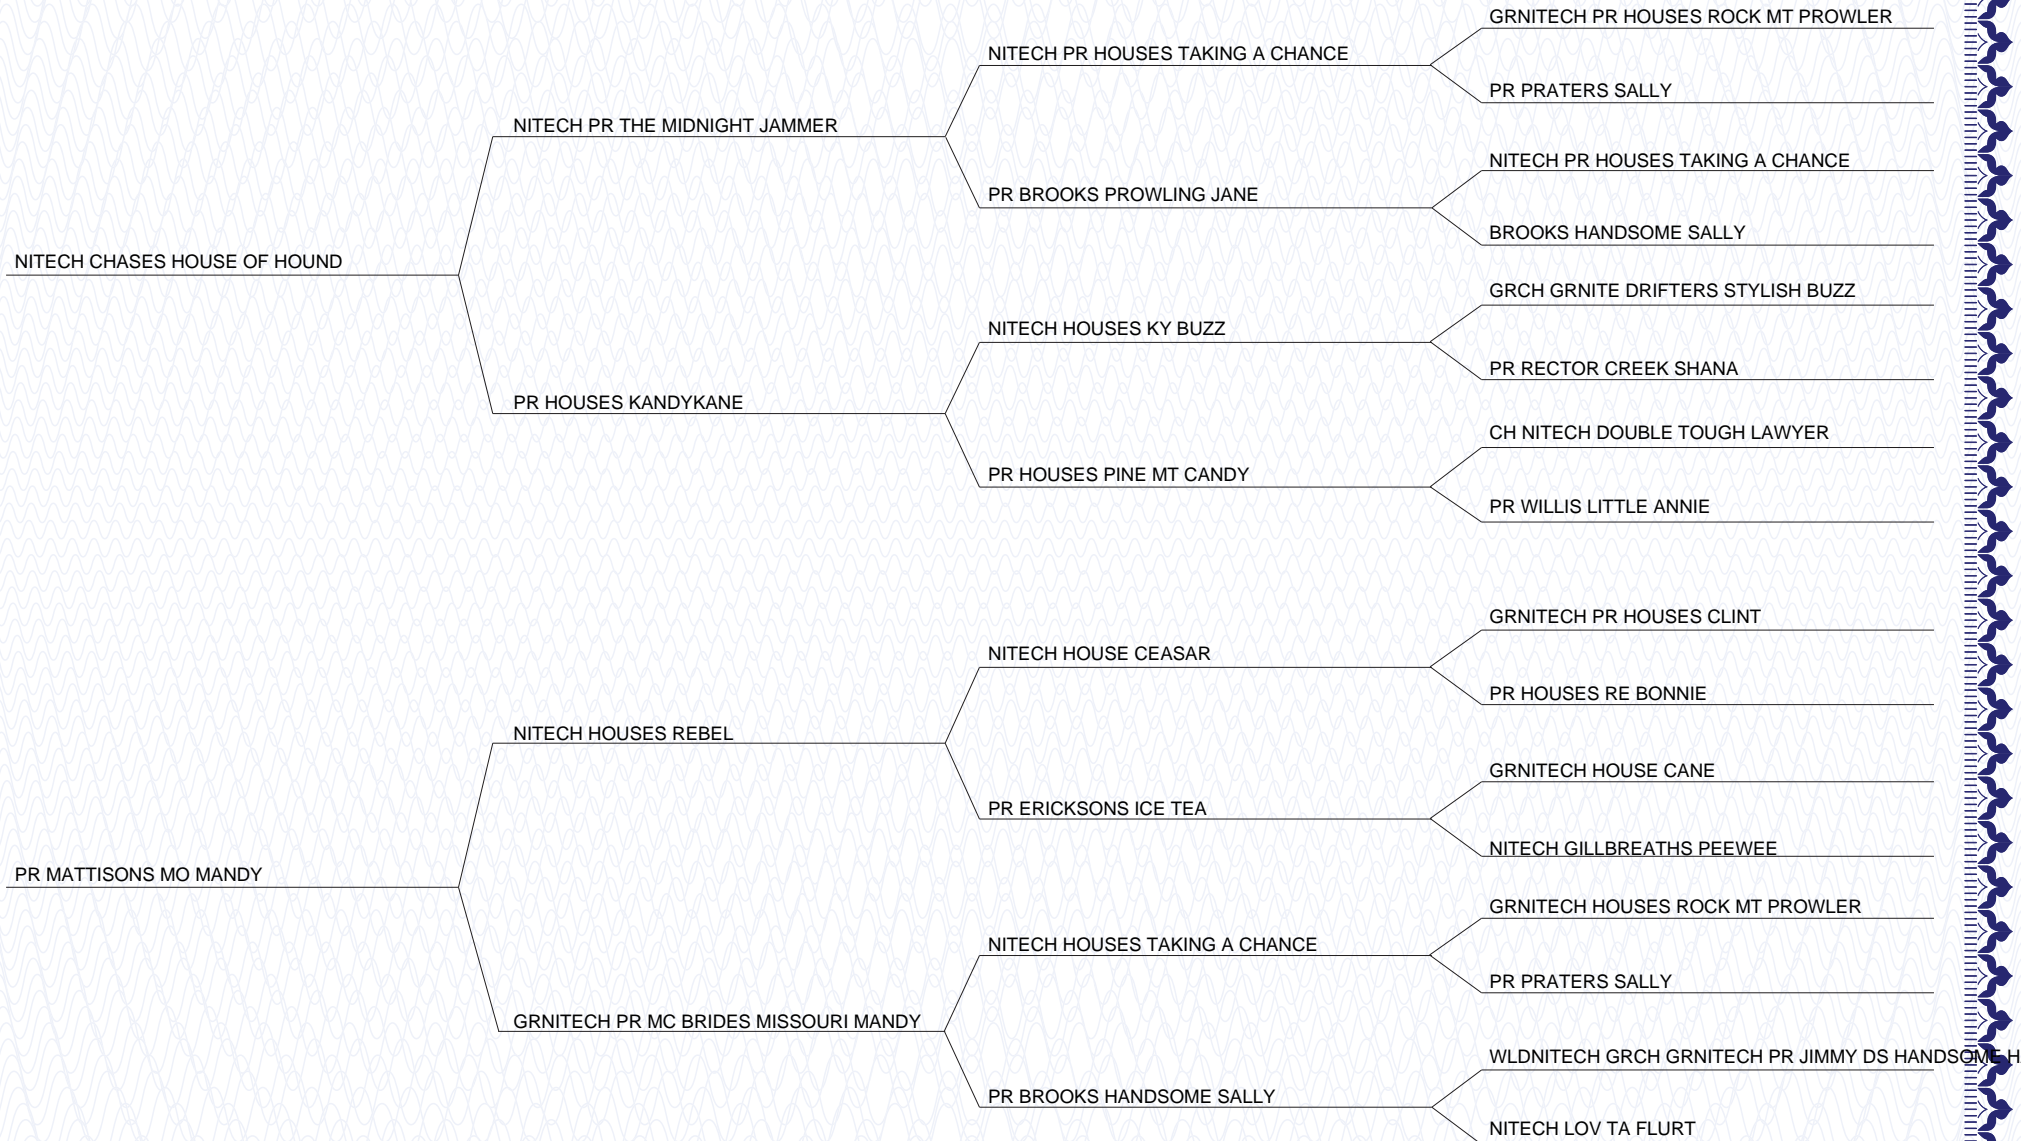 GRNITECH PR HOUSES ROCK MT PROWLER
NITECH PR HOUSES TAKING A CHANCE
PR PRATERS SALLY
NITECH PR THE MIDNIGHT JAMMER
NITECH PR HOUSES TAKING A CHANCE
PR BROOKS PROWLING JANE
BROOKS HANDSOME SALLY
NITECH CHASES HOUSE OF HOUND
GRCH GRNITE DRIFTERS STYLISH BUZZ
NITECH HOUSES KY BUZZ
PR RECTOR CREEK SHANA
PR HOUSES KANDYKANE
CH NITECH DOUBLE TOUGH LAWYER
PR HOUSES PINE MT CANDY
PR WILLIS LITTLE ANNIE
GRNITECH PR HOUSES CLINT
NITECH HOUSE CEASAR
PR HOUSES RE BONNIE
NITECH HOUSES REBEL
GRNITECH HOUSE CANE
PR ERICKSONS ICE TEA
NITECH GILLBREATHS PEEWEE
PR MATTISONS MO MANDY
GRNITECH HOUSES ROCK MT PROWLER
NITECH HOUSES TAKING A CHANCE
PR PRATERS SALLY
GRNITECH PR MC BRIDES MISSOURI MANDY
WLDNITECH GRCH GRNITECH PR JIMMY DS HANDSOME
PR BROOKS HANDSOME SALLY
NITECH LOV TA FLURT